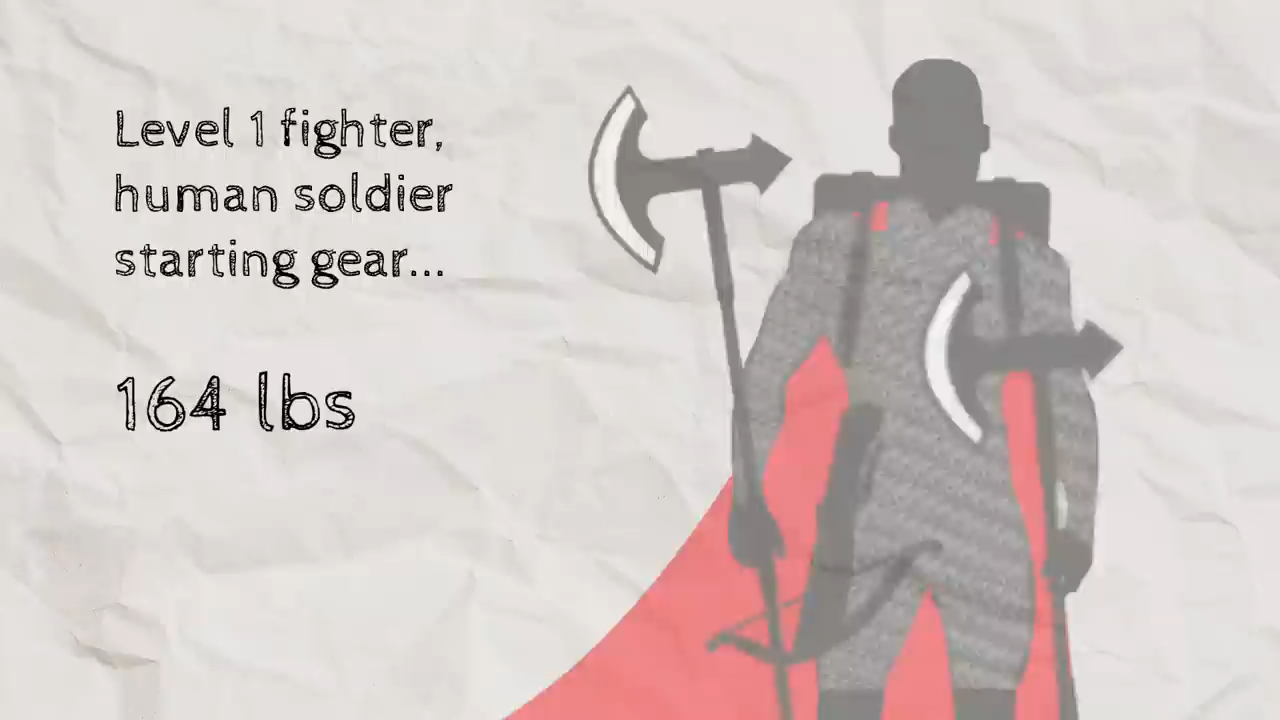 Level 1 fighter,
human soldier
starting gear...
164 lbs